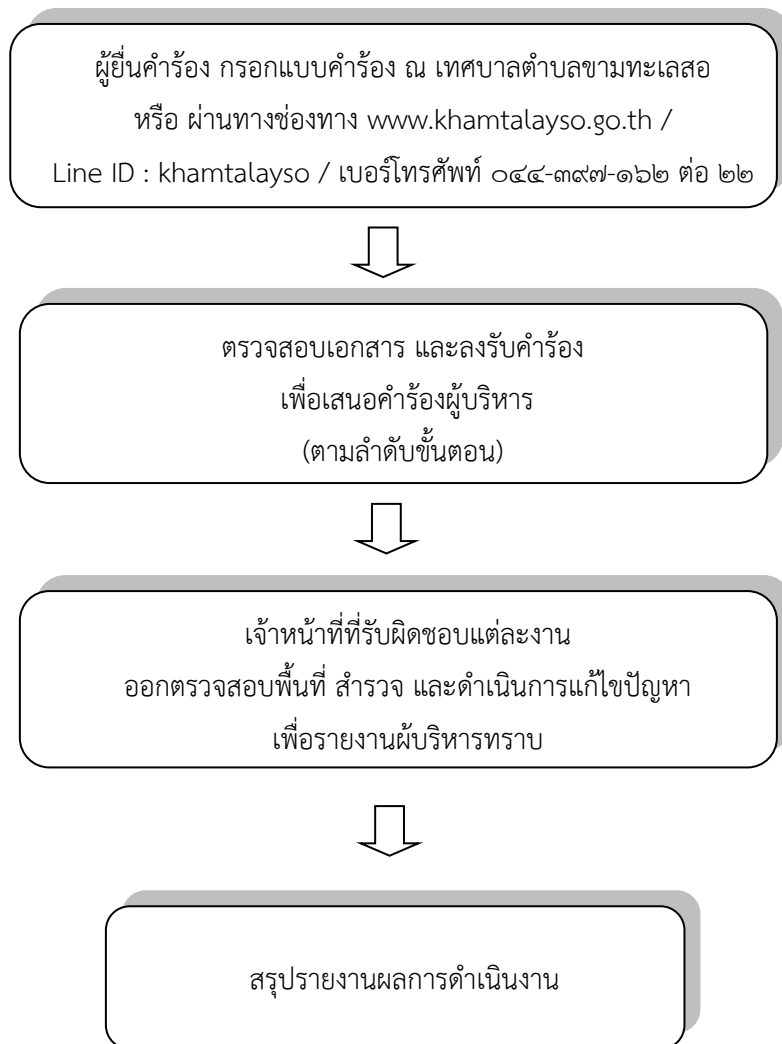 ผู้ยื่นคำร้อง กรอกแบบคำร้อง ณ เทศบาลตำบลขามทะเลสอ
หรือ ผ่านทางช่องทาง www.khamtalayso.go.th /
Line ID : khamtalayso / เบอร์โทรศัพท์ ๐๔๔-๓๙๗-๑๖๒ ต่อ ๒๒
ตรวจสอบเอกสาร และลงรับคำร้อง
เพื่อเสนอคำร้องผู้บริหาร
(ตามลำดับขั้นตอน)
เจ้าหน้าที่ที่รับผิดชอบแต่ละงาน
ออกตรวจสอบพื้นที่ สำรวจ และดำเนินการแก้ไขปัญหา
เพื่อรายงานผู้บริหารทราบ
สรุปรายงานผลการดำเนินงาน